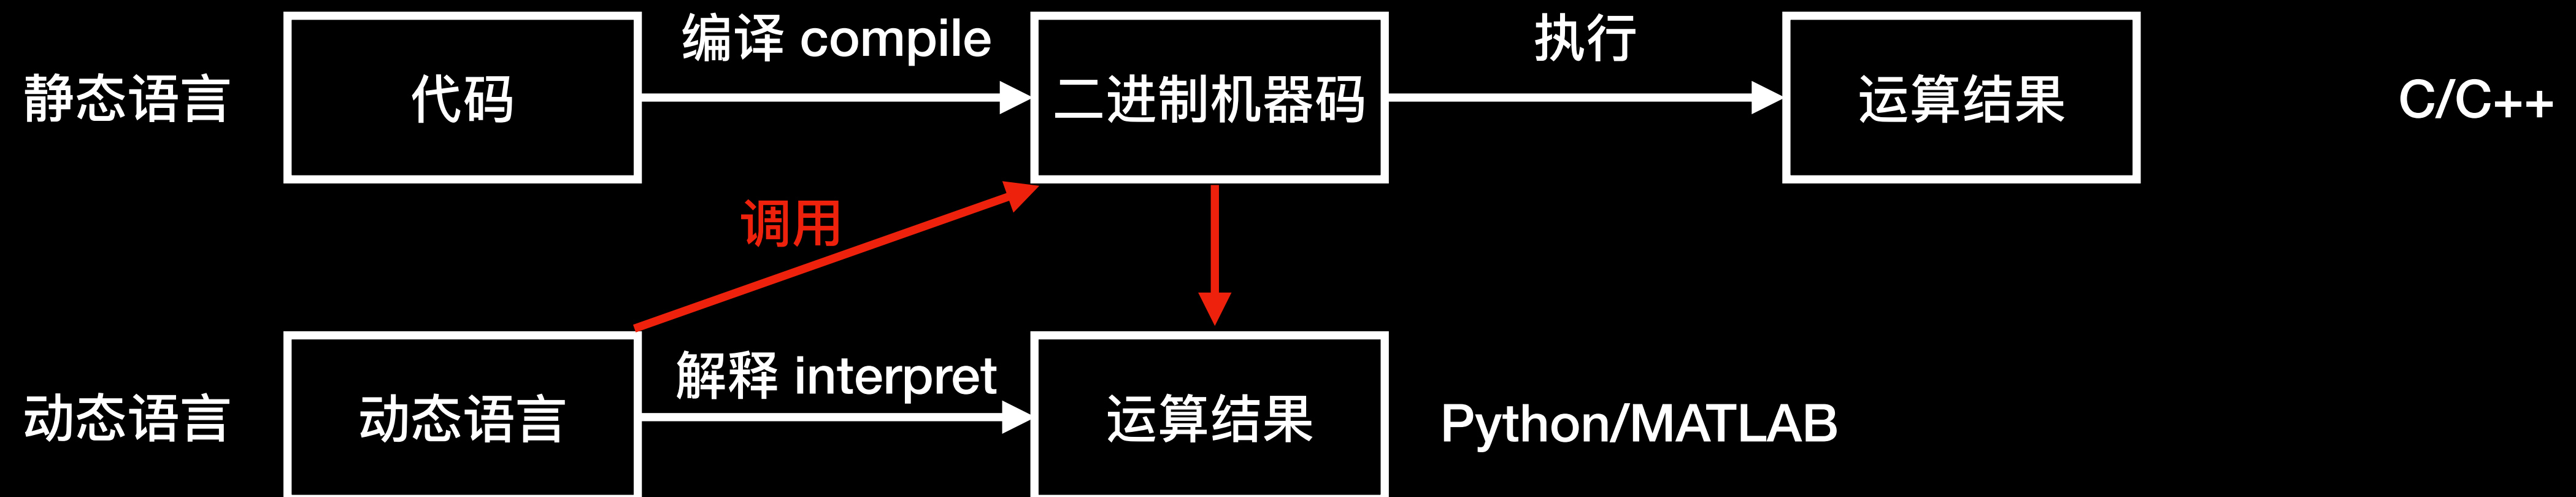 静态语言
代码
编译 compile
二进制机器码
执行
运算结果
C/C++
调用
动态语言
动态语言
解释 interpret
运算结果
Python/MATLAB